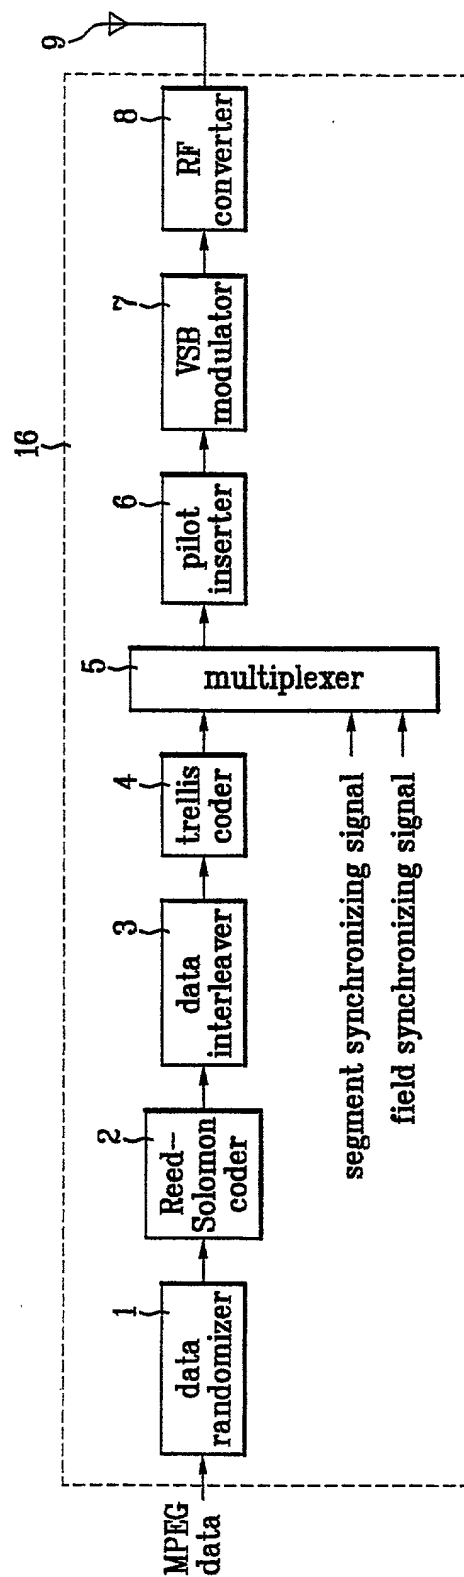 MPEG
data
1
data
randomizer
2
Reed-
Solomon
coder
3
data
interleaver
4
trellis
coder
5
multiplexer
segment synchronizing signal
field synchronizing signal
6
pilot
inserter
7
VSB
modulator
8
RF
converter
9
16